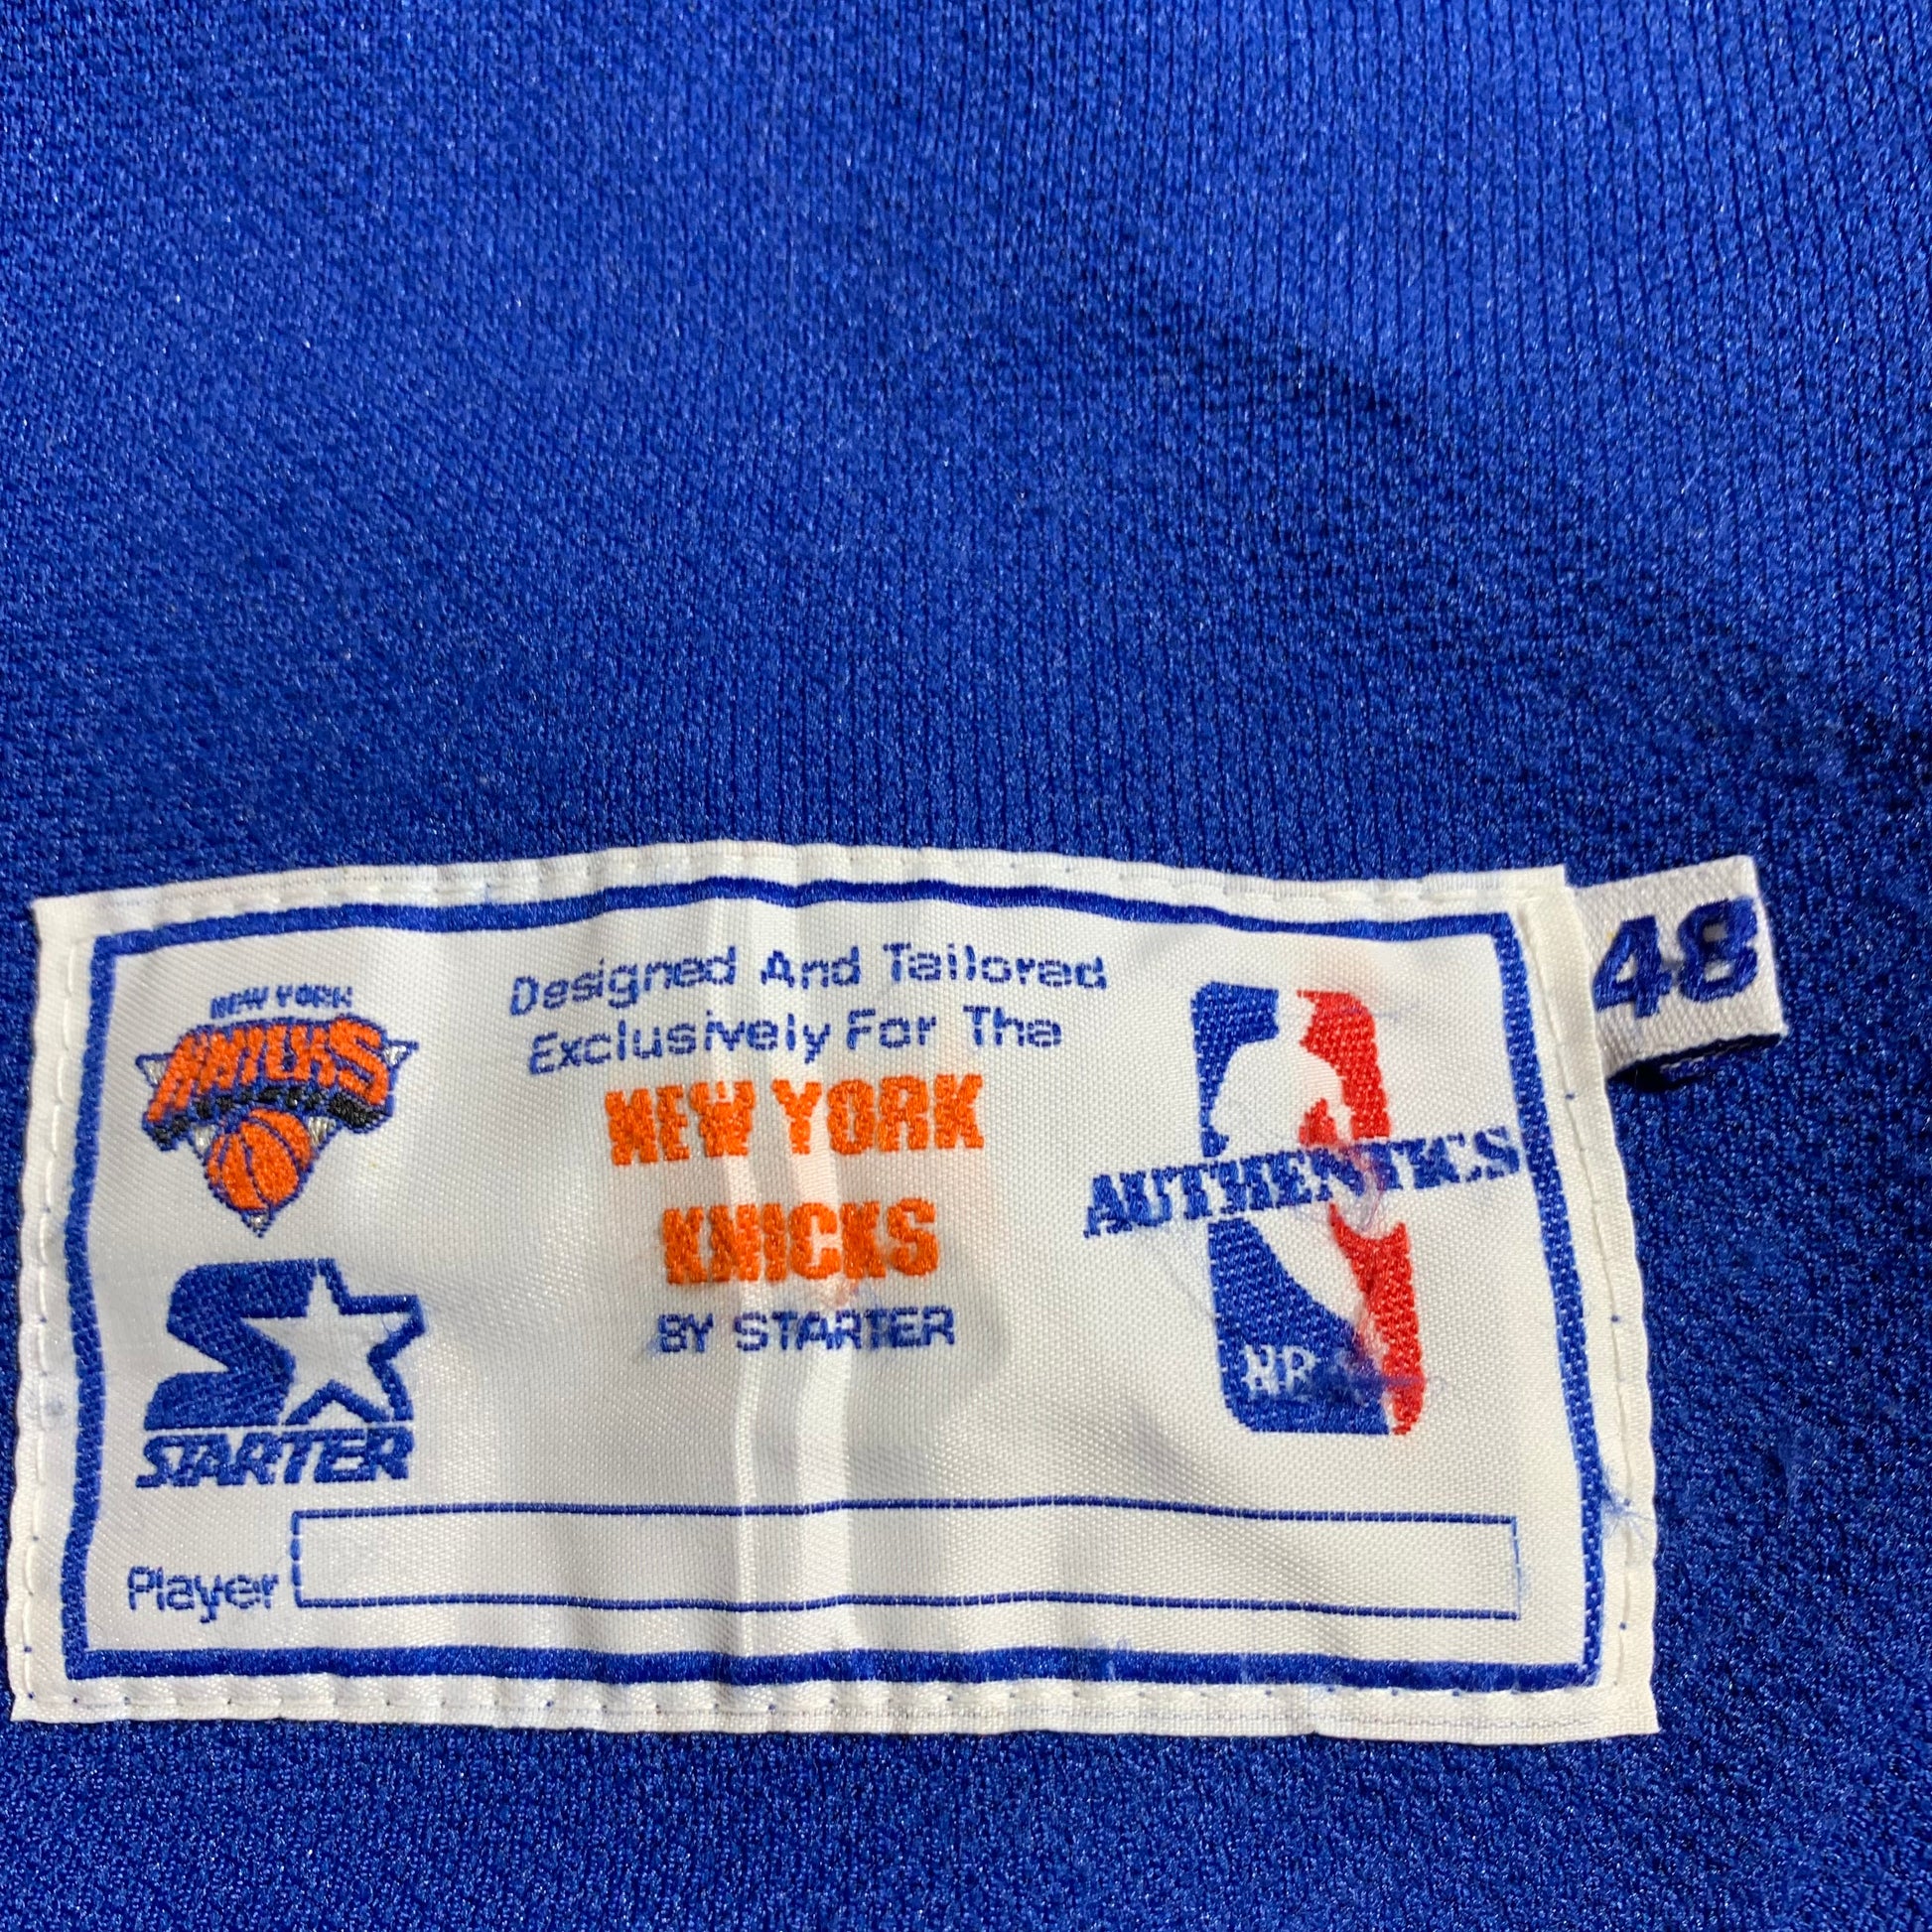 NEW YORK
KNICKS
Designed And Tailored
Exclusively For The
NEW YORK
KNICKS
BY STARTER
AUTHENTICS
STARTER
Player
48